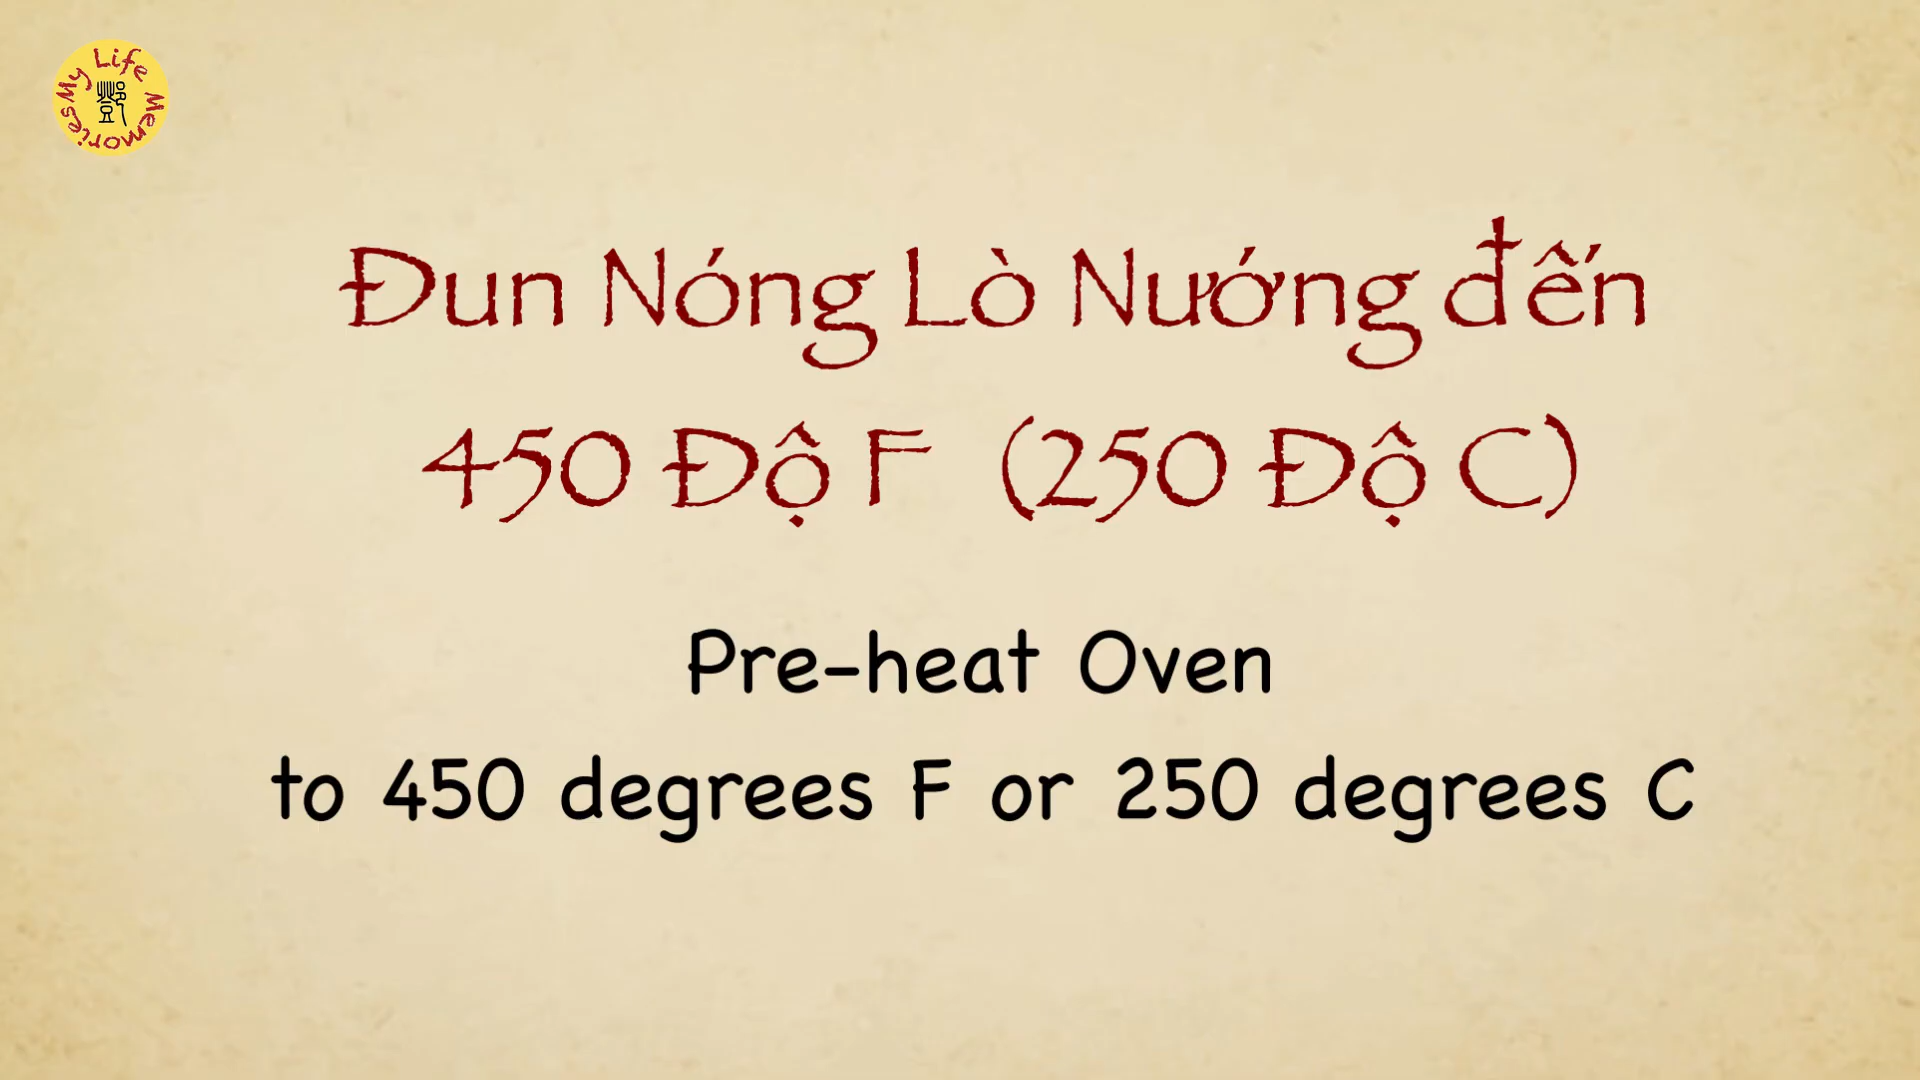 My Life Memories
鄧
Đun Nóng Lò Nướng đến
450 Độ F (250 Độ C)
Pre-heat Oven
to 450 degrees F or 250 degrees C